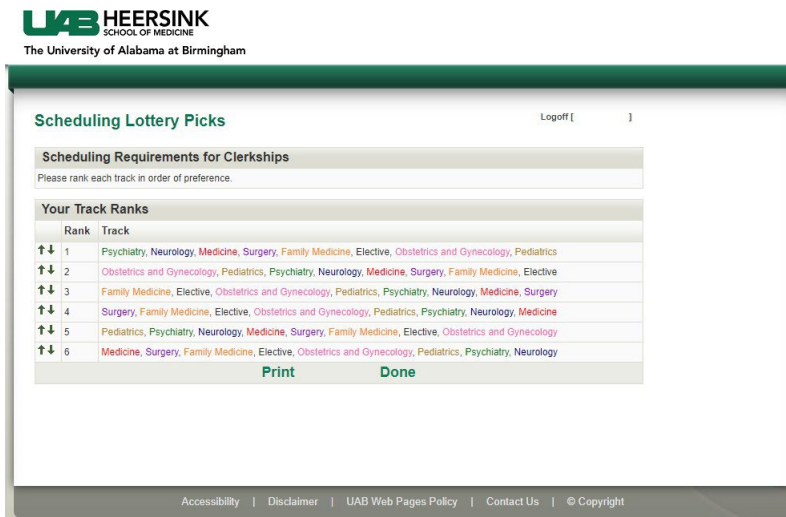 UAB HEERSINK
SCHOOL OF MEDICINE
The University of Alabama at Birmingham
Scheduling Lottery Picks
Logoff [ ]
Scheduling Requirements for Clerkships
Please rank each track in order of preference.
Your Track Ranks
Rank Track
1 Psychiatry, Neurology, Medicine, Surgery, Family Medicine, Elective, Obstetrics and Gynecology, Pediatrics
2 Obstetrics and Gynecology, Pediatrics, Psychiatry, Neurology, Medicine, Surgery, Family Medicine, Elective
3 Family Medicine, Elective, Obstetrics and Gynecology, Pediatrics, Psychiatry, Neurology, Medicine, Surgery
4 Surgery, Family Medicine, Elective, Obstetrics and Gynecology, Pediatrics, Psychiatry, Neurology, Medicine
5 Pediatrics, Psychiatry, Neurology, Medicine, Surgery, Family Medicine, Elective, Obstetrics and Gynecology
6 Medicine, Surgery, Family Medicine, Elective, Obstetrics and Gynecology, Pediatrics, Psychiatry, Neurology
Print Done
Accessibility | Disclaimer | UAB Web Pages Policy | Contact Us | © Copyright